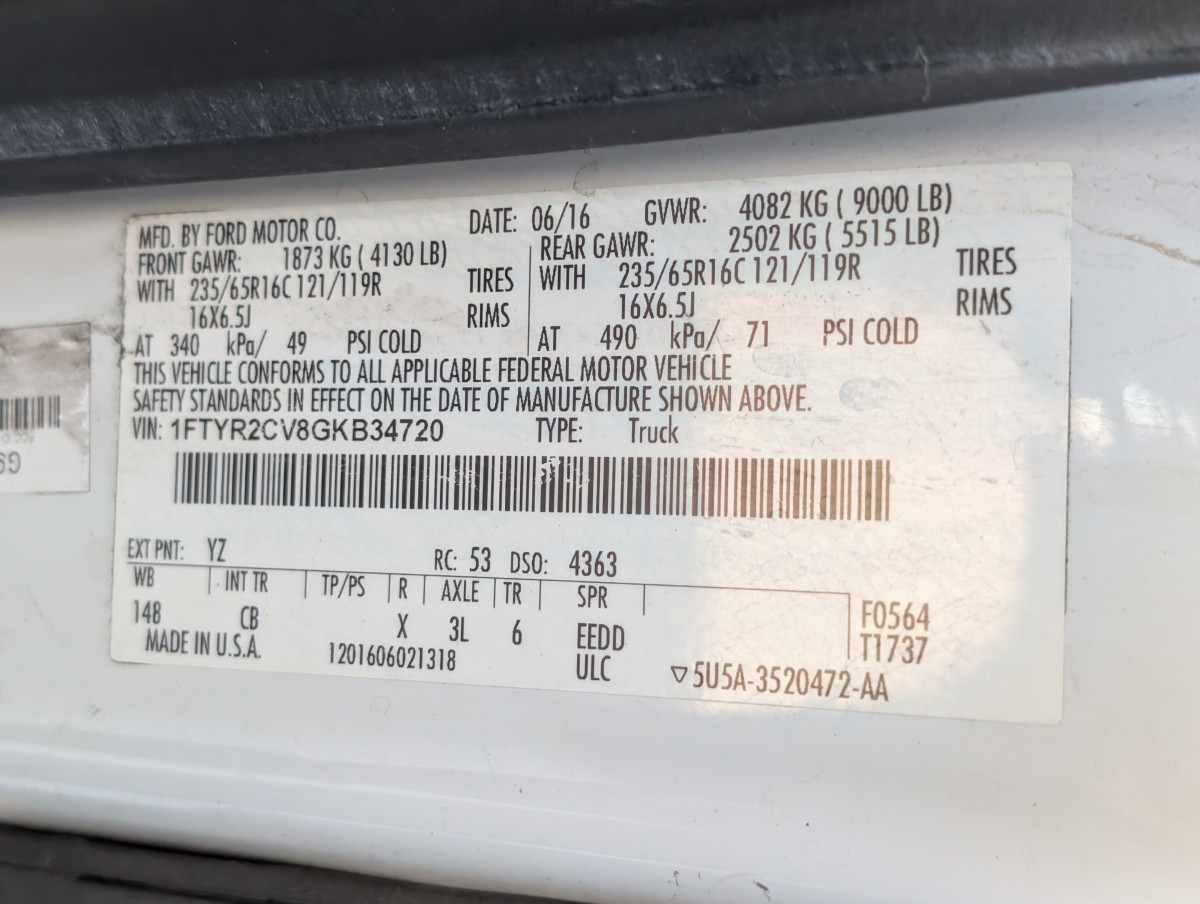 MFD. BY FORD MOTOR CO. DATE: 06/16 GVWR: 4082 KG ( 9000 LB)
FRONT GAWR: 1873 KG ( 4130 LB) REAR GAWR: 2502 KG ( 5515 LB)
WITH 235/65R16C 121/119R TIRES WITH 235/65R16C 121/119R TIRES
16X6.5J RIMS 16X6.5J RIMS
AT 340 kPa/ 49 PSI COLD AT 490 kPa/ 71 PSI COLD
THIS VEHICLE CONFORMS TO ALL APPLICABLE FEDERAL MOTOR VEHICLE
SAFETY STANDARDS IN EFFECT ON THE DATE OF MANUFACTURE SHOWN ABOVE.
VIN: 1FTYR2CV8GKB34720 TYPE: Truck
EXT PNT: YZ RC: 53 DSO: 4363
WB INT TR TP/PS R AXLE TR SPR
148 CB X 3L 6 EEDD F0564
MADE IN U.S.A. 1201606021318 ULC T1737
▽5U5A-3520472-AA